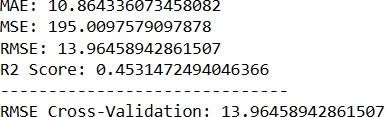 MAE: 10.864336073458082
MSE: 195.0097579097878
RMSE: 13.96458942861507
R2 Score: 0.4531472494046366
------------------------------
RMSE Cross-Validation: 13.96458942861507